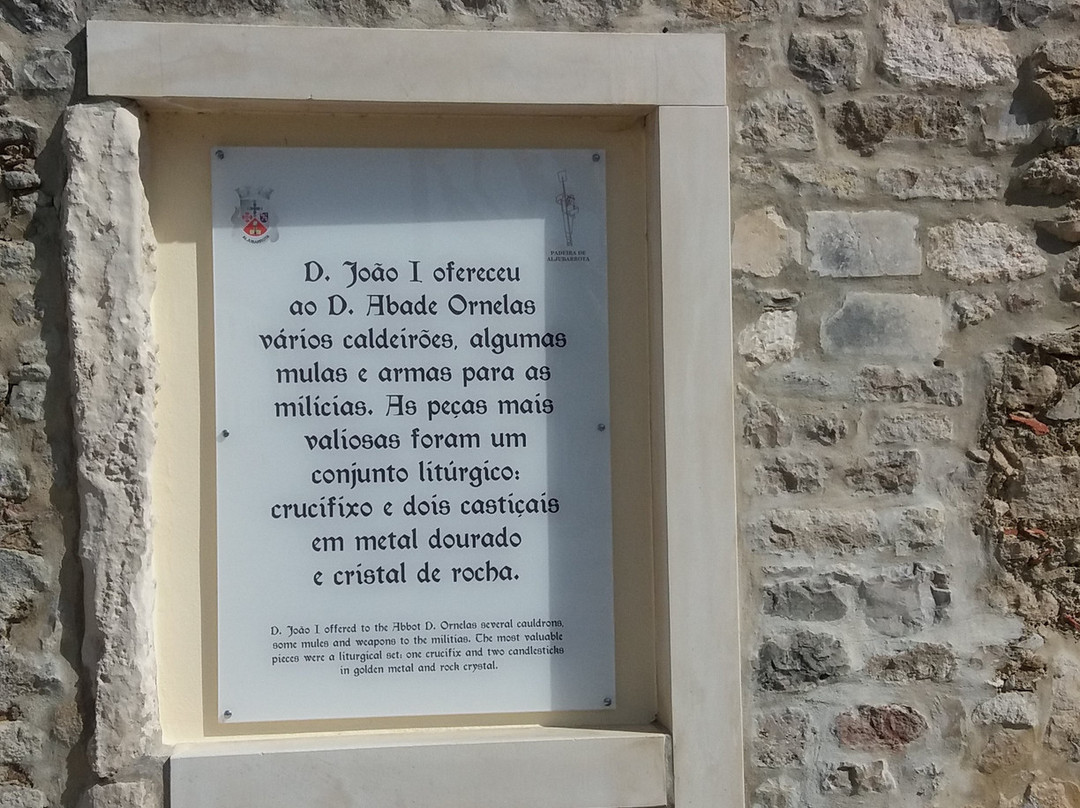 ALJUBARROTA
PADEIRA DE
ALJUBARROTA
D. João I ofereceu
ao D. Abade Ornelas
vários caldeirões, algumas
mulas e armas para as
milícias. As peças mais
valiosas foram um
conjunto litúrgico:
crucifixo e dois castiçais
em metal dourado
e cristal de rocha.
D. João I offered to the Abbot D. Ornelas several cauldrons,
some mules and weapons to the militias. The most valuable
pieces were a liturgical set: one crucifix and two candlesticks
in golden metal and rock crystal.